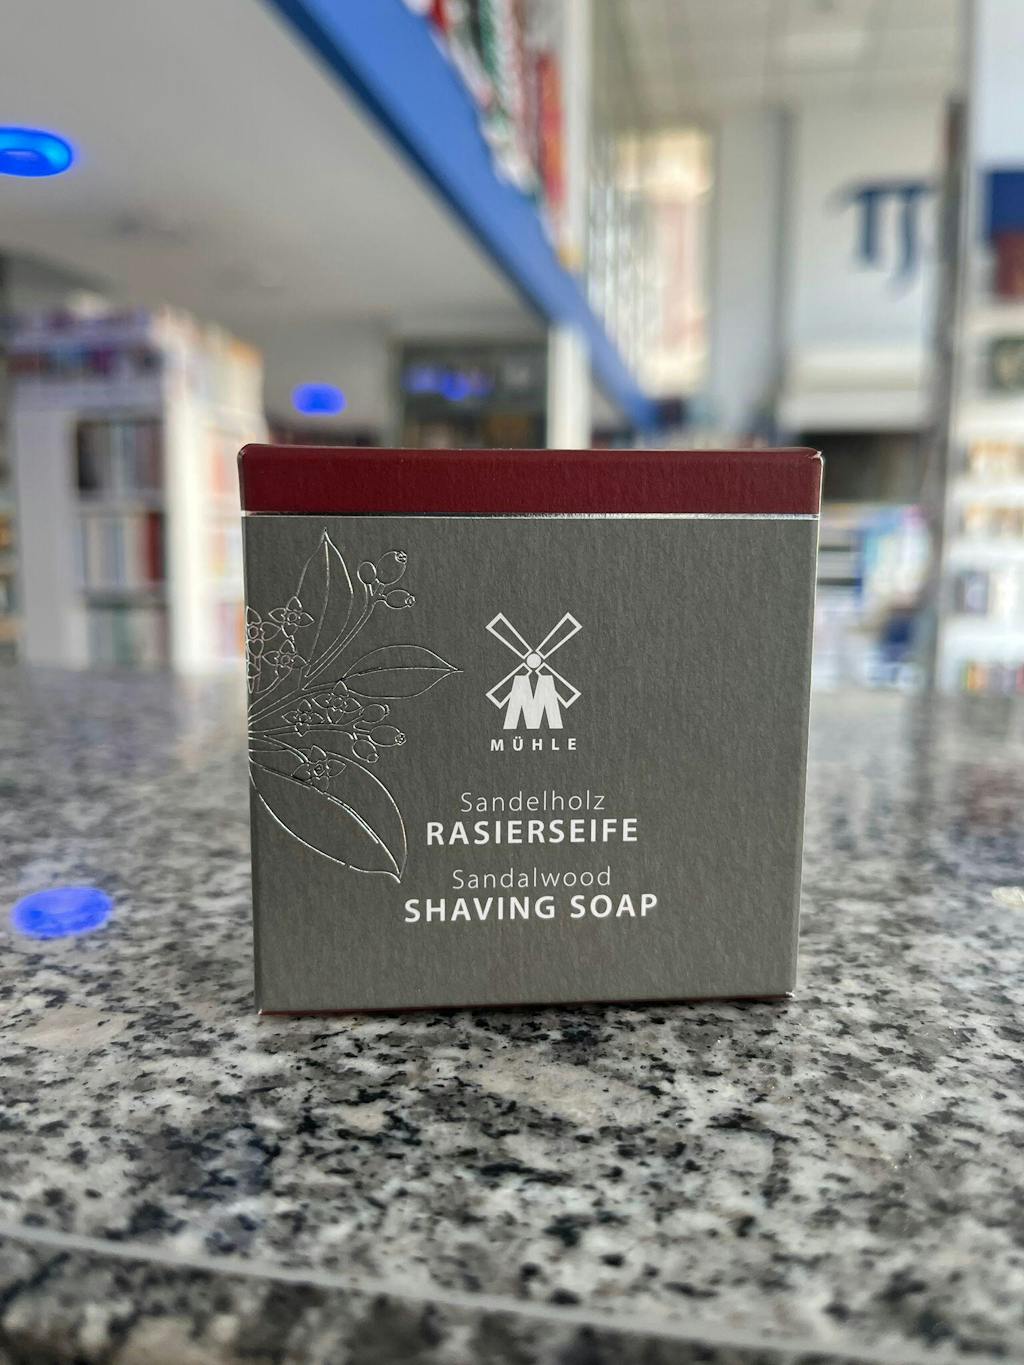 MÜHLE
Sandelholz
RASIERSEIFE
Sandalwood
SHAVING SOAP